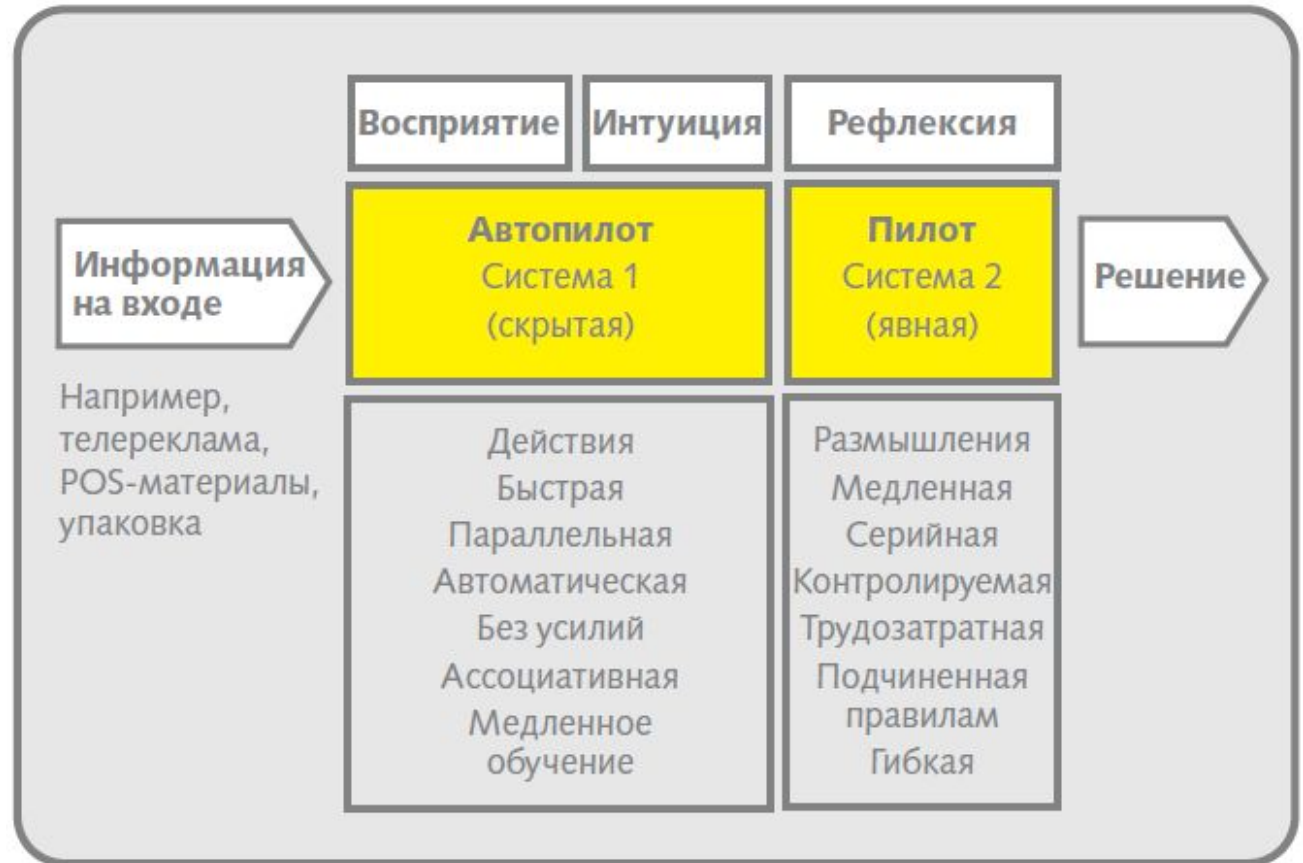 Восприятие
Интуиция
Рефлексия
Информация
на входе
Например,
телереклама,
POS-материалы,
упаковка
Автопилот
Система 1
(скрытая)
Действия
Быстрая
Параллельная
Автоматическая
Без усилий
Ассоциативная
Медленное
обучение
Пилот
Система 2
(явная)
Размышления
Медленная
Серийная
Контролируемая
Трудозатратная
Подчиненная
правилам
Гибкая
Решение